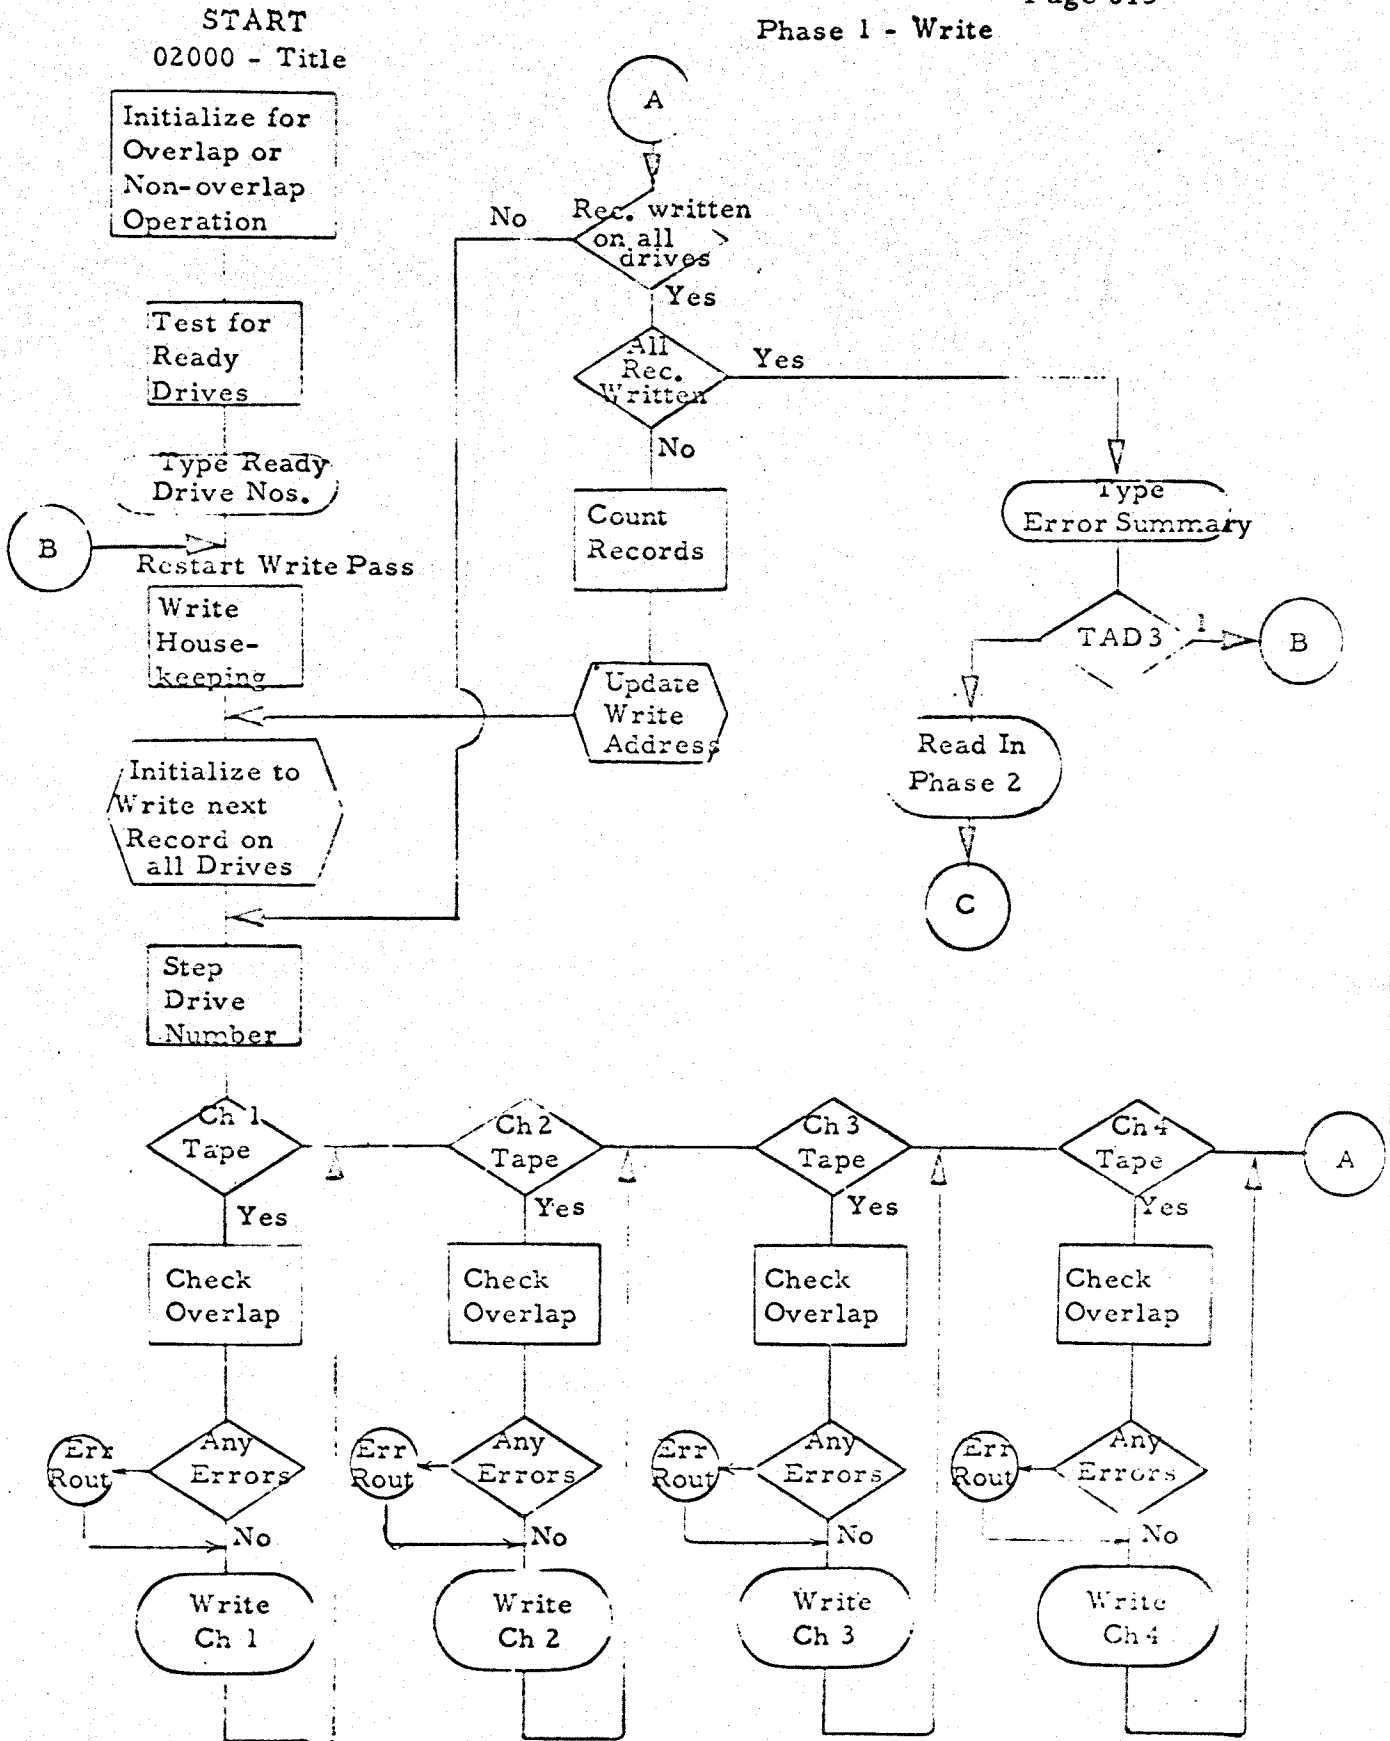 START
02000 - Title
Phase 1 - Write
Initialize for
Overlap or
Non-overlap
Operation
Test for
Ready
Drives
Type Ready
Drive Nos.
B
Restart Write Pass
Write
House-
keeping
Initialize to
Write next
Record on
all Drives
Step
Drive
Number
A
No
Rec. written
on all
drives
Yes
All
Rec.
Written
Yes
No
Count
Records
Update
Write
Address
Type
Error Summary
TAD3
1
B
Read In
Phase 2
C
Ch 1
Tape
Yes
Check
Overlap
Any
Errors
Err
Rout
No
Write
Ch 1
Ch 2
Tape
Yes
Check
Overlap
Any
Errors
Err
Rout
No
Write
Ch 2
Ch 3
Tape
Yes
Check
Overlap
Any
Errors
Err
Rout
No
Write
Ch 3
Ch 4
Tape
Yes
Check
Overlap
Any
Errors
Err
Rout
No
Write
Ch 4
A